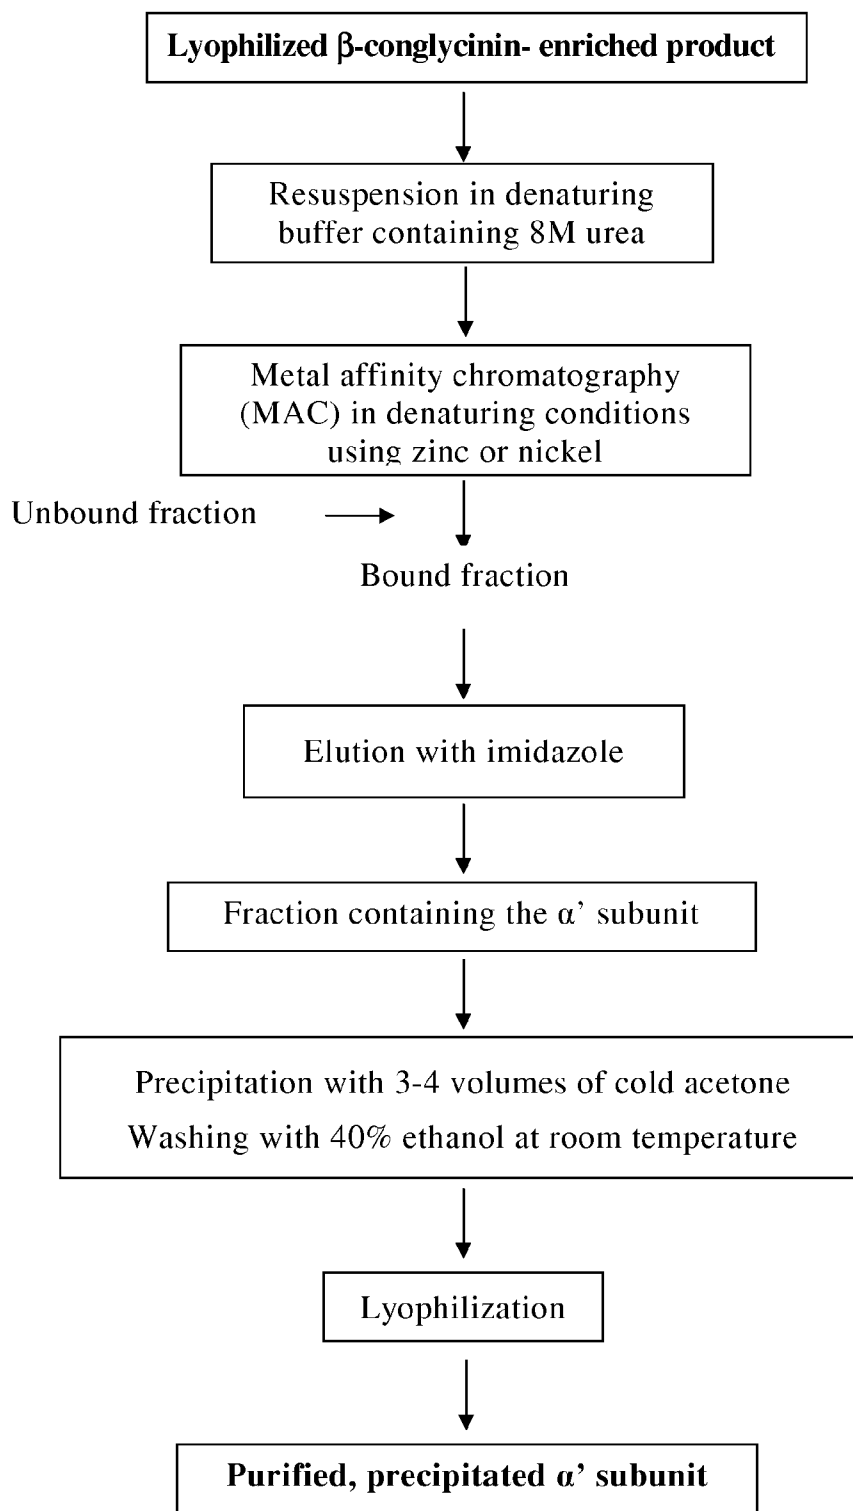 Lyophilized β-conglycinin- enriched product
Resuspension in denaturing
buffer containing 8M urea
Metal affinity chromatography
(MAC) in denaturing conditions
using zinc or nickel
Unbound fraction
Bound fraction
Elution with imidazole
Fraction containing the α’ subunit
Precipitation with 3-4 volumes of cold acetone
Washing with 40% ethanol at room temperature
Lyophilization
Purified, precipitated α’ subunit